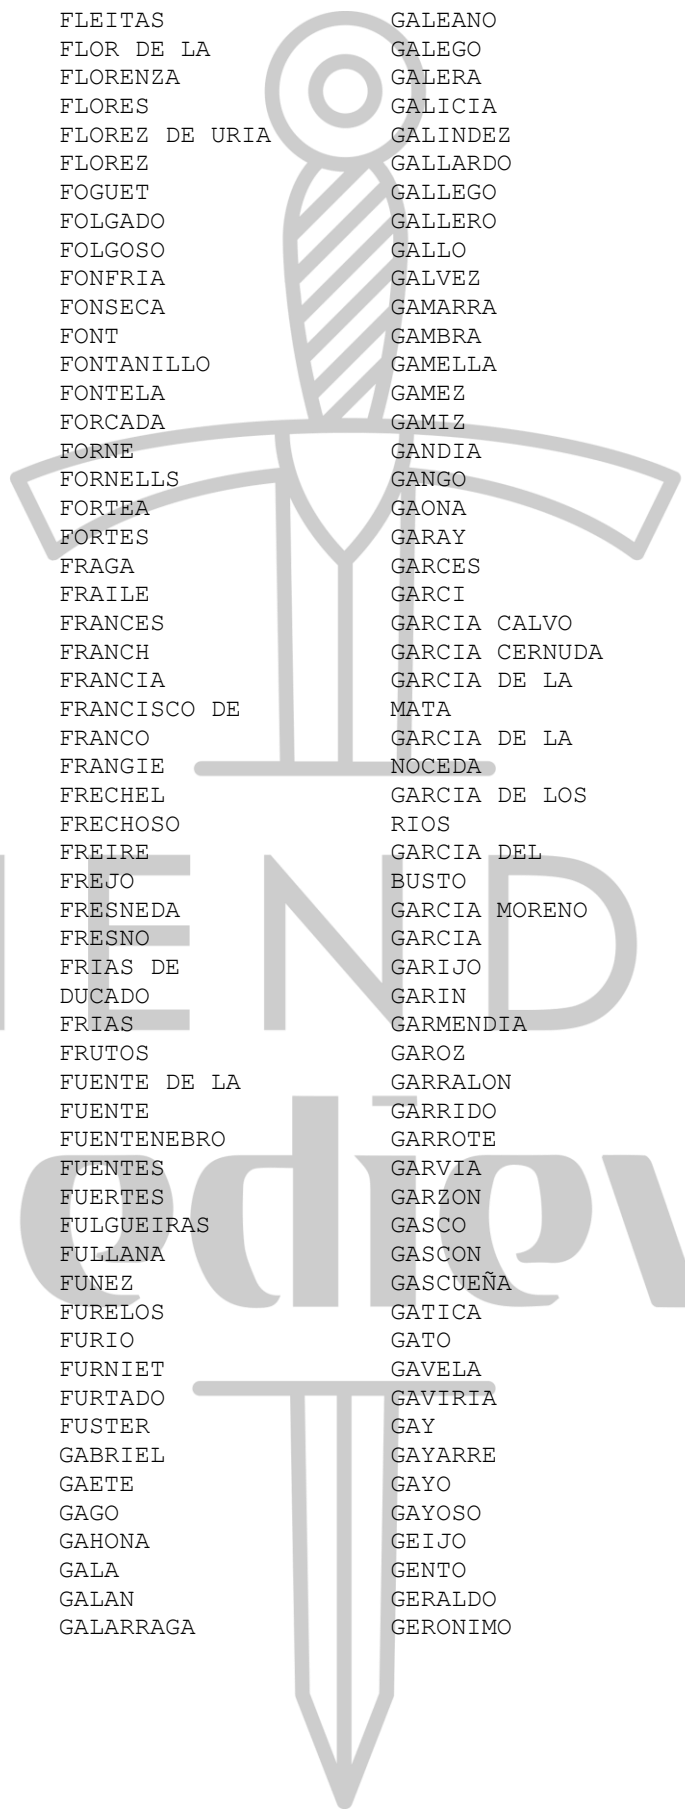 FLEITAS
FLOR DE LA
FLORENZA
FLORES
FLOREZ DE URIA
FLOREZ
FOGUET
FOLGADO
FOLGOSO
FONFRIA
FONSECA
FONT
FONTANILLO
FONTELA
FORCADA
FORNE
FORNELLS
FORTEA
FORTES
FRAGA
FRAILE
FRANCES
FRANCH
FRANCIA
FRANCISCO DE
FRANCO
FRANGIE
FRECHEL
FRECHOSO
FREIRE
FREJO
FRESNEDA
FRESNO
FRIAS DE
DUCADO
FRIAS
FRUTOS
FUENTE DE LA
FUENTE
FUENTENEBRO
FUENTES
FUERTES
FULGUEIRAS
FULLANA
FUNEZ
FURELOS
FURIO
FURNIET
FURTADO
FUSTER
GABRIEL
GAETE
GAGO
GAHONA
GALA
GALAN
GALARRAGA
GALEANO
GALEGO
GALERA
GALICIA
GALINDEZ
GALLARDO
GALLEGO
GALLERO
GALLO
GALVEZ
GAMARRA
GAMBRA
GAMELLA
GAMEZ
GAMIZ
GANDIA
GANGO
GAONA
GARAY
GARCES
GARCI
GARCIA CALVO
GARCIA CERNUDA
GARCIA DE LA
MATA
GARCIA DE LA
NOCEDA
GARCIA DE LOS
RIOS
GARCIA DEL
BUSTO
GARCIA MORENO
GARCIA
GARIJO
GARIN
GARMENDIA
GAROZ
GARRALON
GARRIDO
GARROTE
GARVIA
GARZON
GASCO
GASCON
GASCUEÑA
GATICA
GATO
GAVELA
GAVIRIA
GAY
GAYARRE
GAYO
GAYOSO
GEIJO
GENTO
GERALDO
GERONIMO
END
ediev